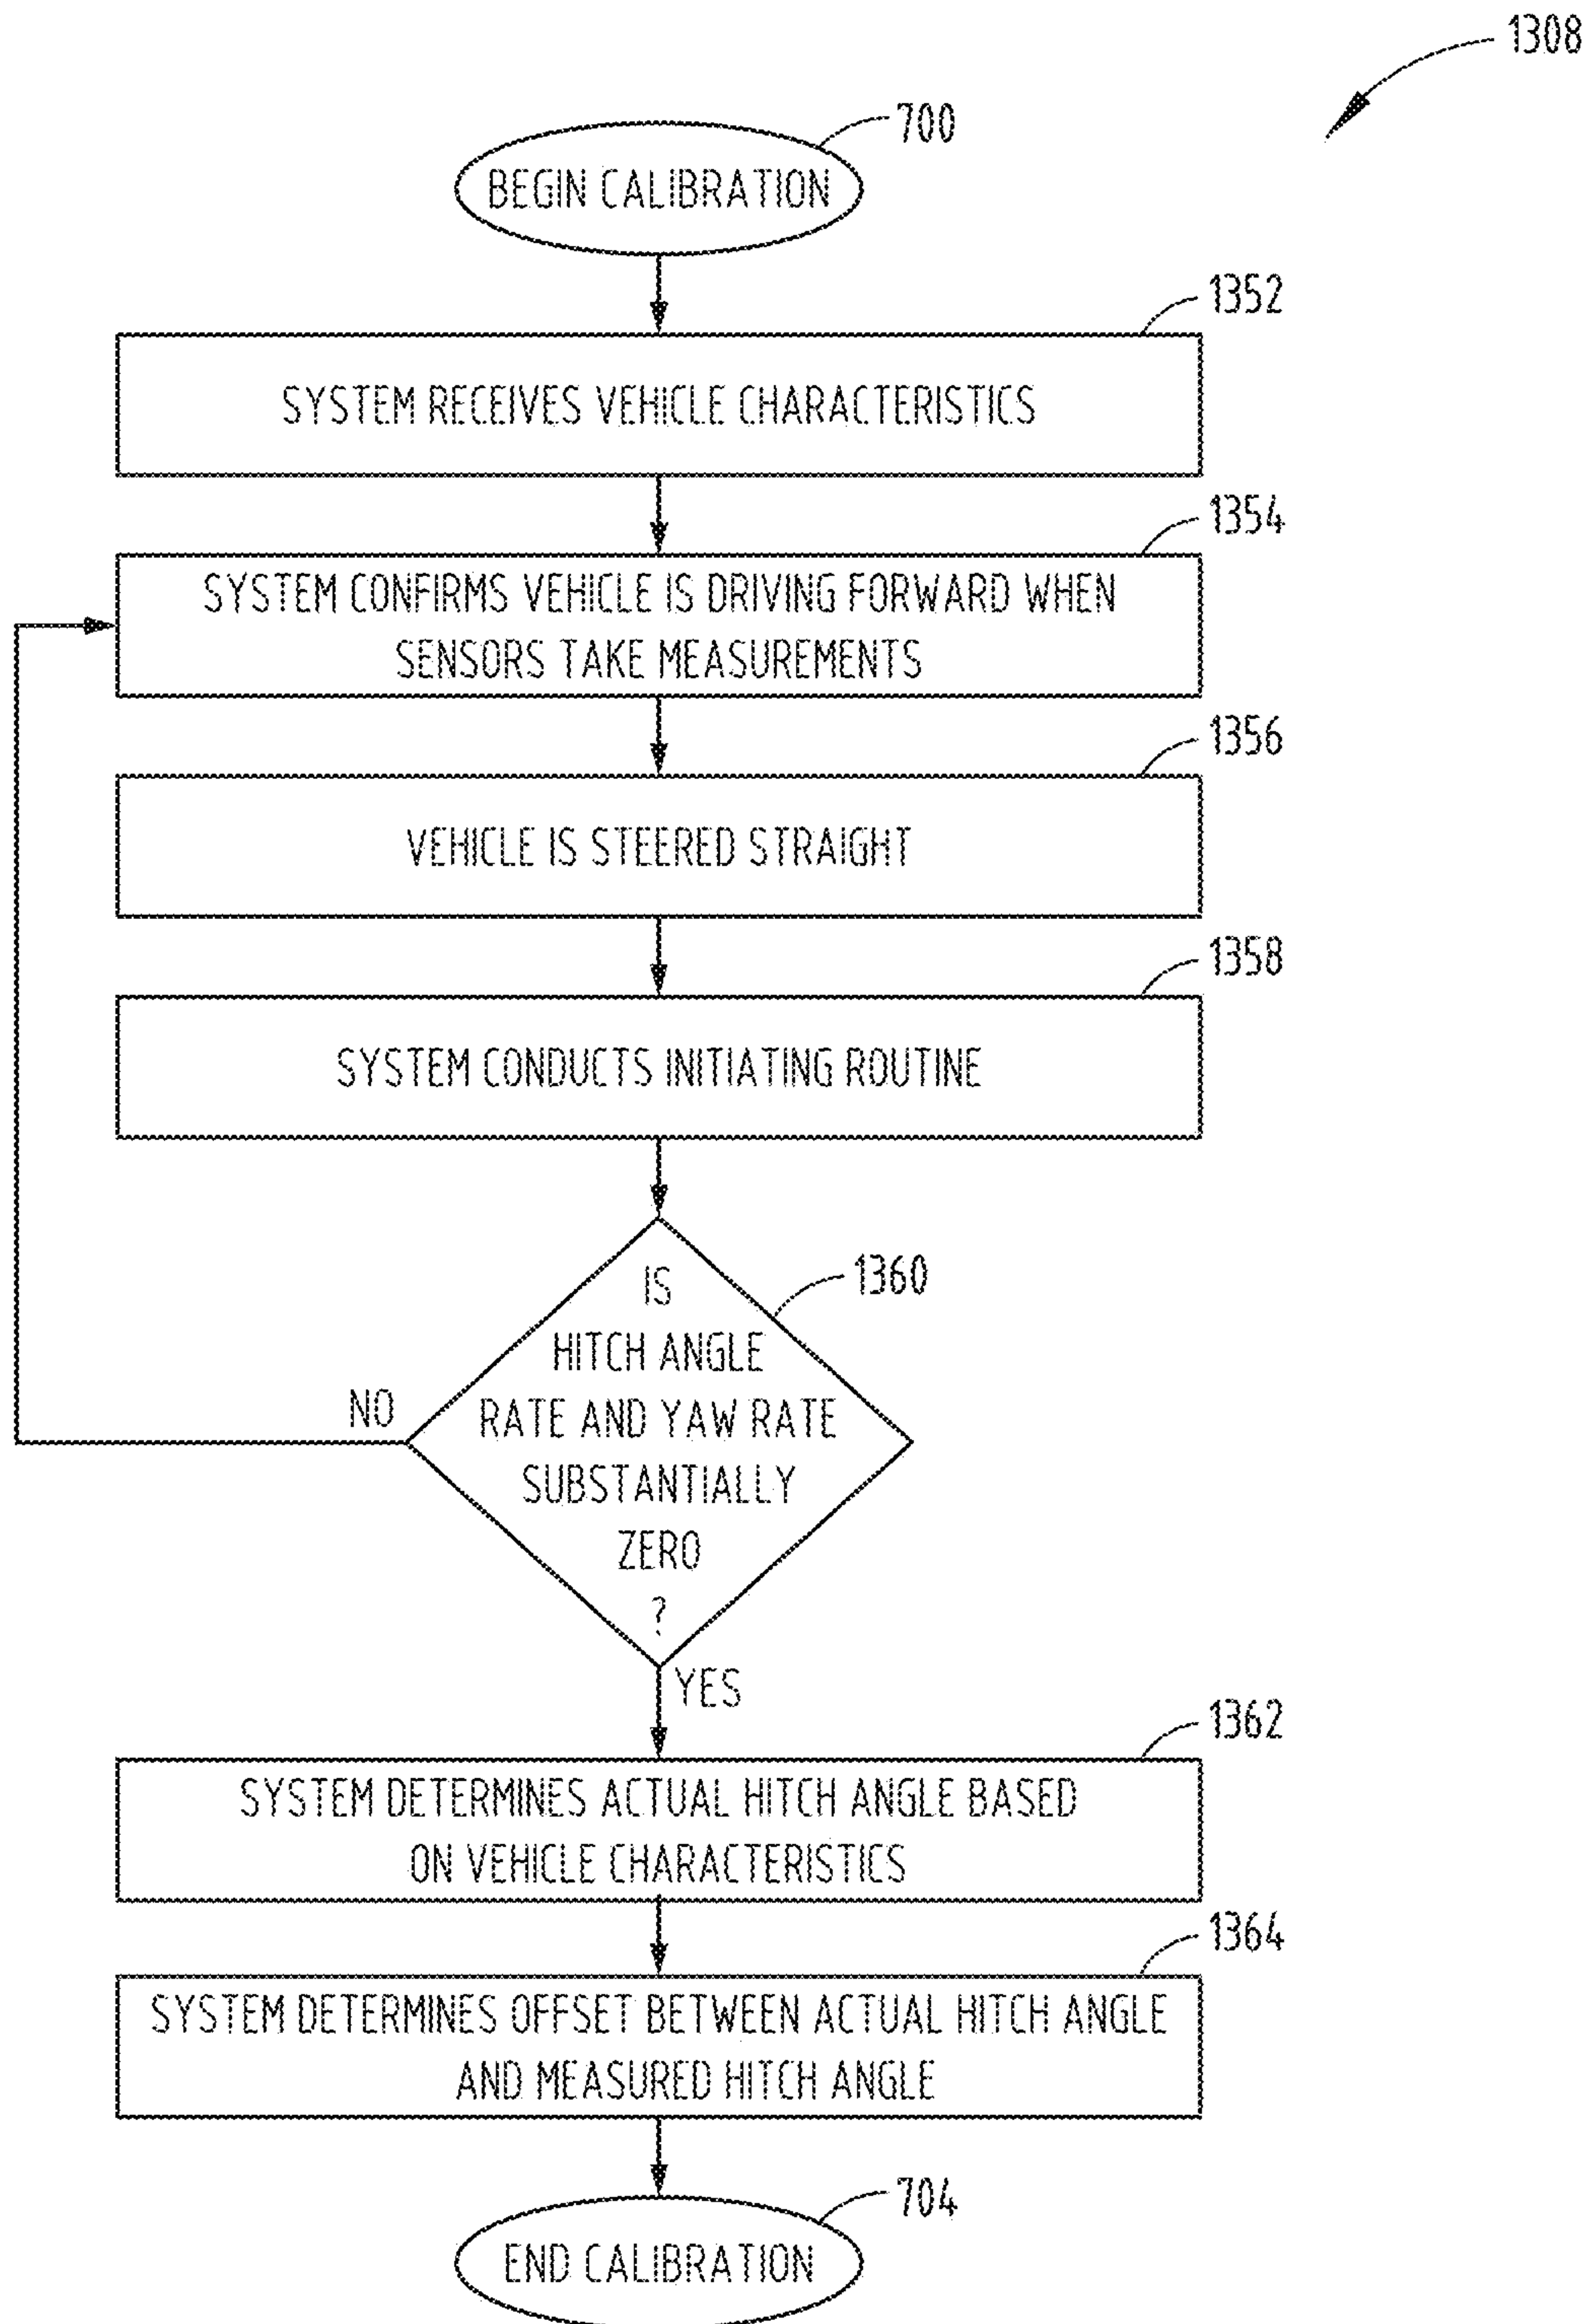 1308
700
BEGIN CALIBRATION
1352
SYSTEM RECEIVES VEHICLE CHARACTERISTICS
1354
SYSTEM CONFIRMS VEHICLE IS DRIVING FORWARD WHEN
SENSORS TAKE MEASUREMENTS
1356
VEHICLE IS STEERED STRAIGHT
1358
SYSTEM CONDUCTS INITIATING ROUTINE
1360
IS
HITCH ANGLE
RATE AND YAW RATE
SUBSTANTIALLY
ZERO
?
NO
YES
1362
SYSTEM DETERMINES ACTUAL HITCH ANGLE BASED
ON VEHICLE CHARACTERISTICS
1364
SYSTEM DETERMINES OFFSET BETWEEN ACTUAL HITCH ANGLE
AND MEASURED HITCH ANGLE
704
END CALIBRATION